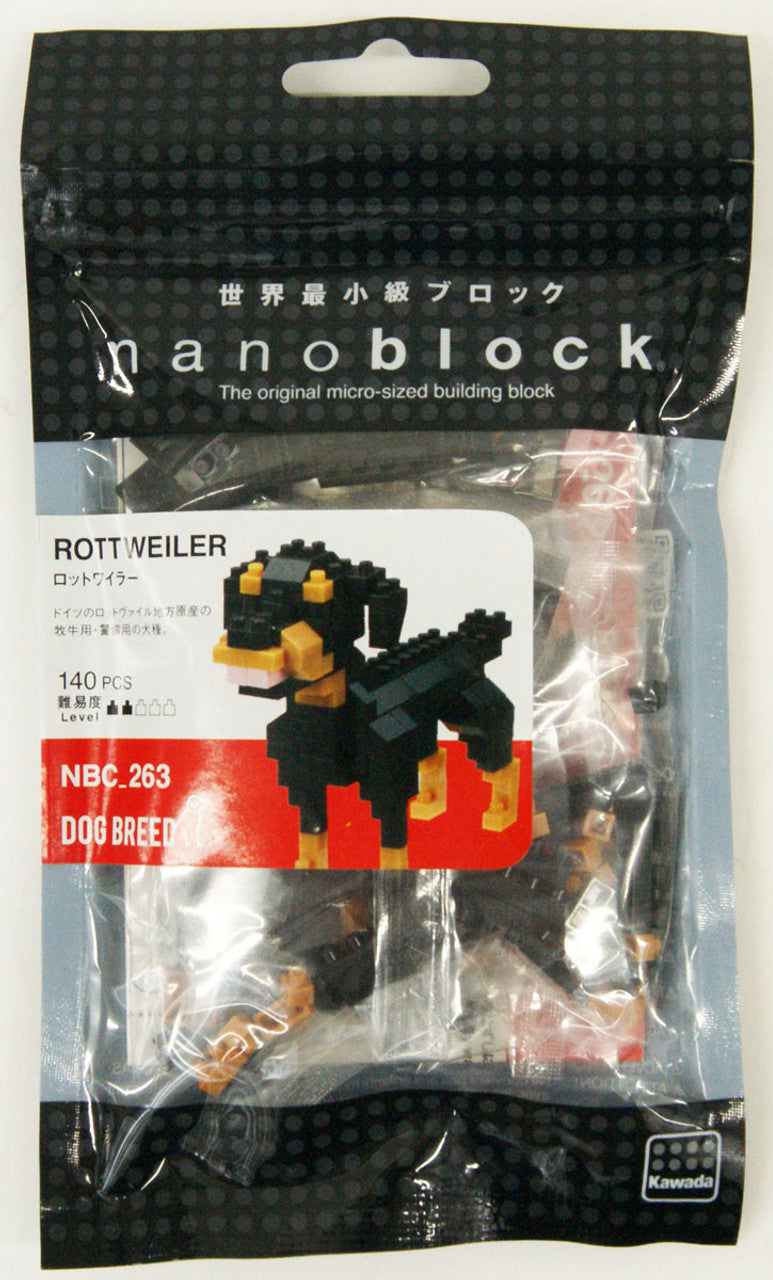 世界最小級ブロック
nanoblock
The original micro-sized building block
ROTTWEILER
ロットワイラー
ドイツのロットヴァイル地方原産の
牧牛用・警備用の犬種。
140 PCS
難易度
Level
NBC_263
DOG BREED
Kawada